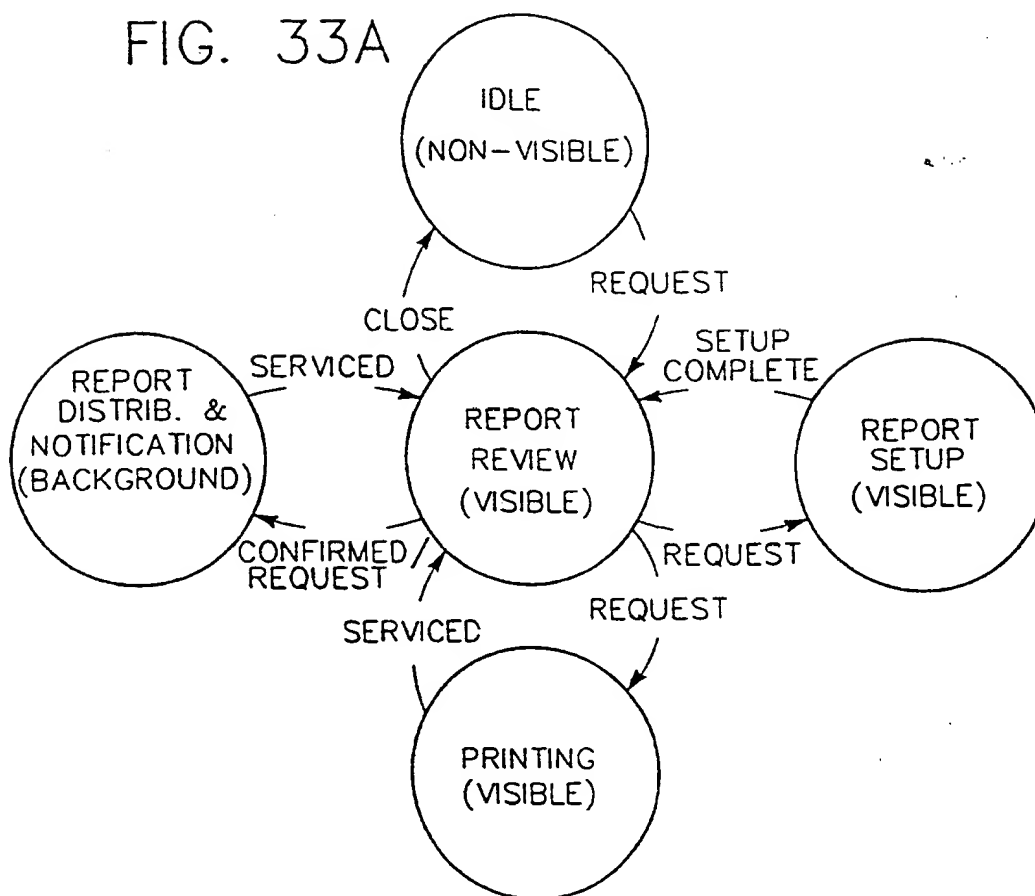 FIG. 33A
IDLE
(NON-VISIBLE)
REQUEST
CLOSE
SETUP
COMPLETE
SERVICED
REPORT
DISTRIB. &
NOTIFICATION
(BACKGROUND)
REPORT
REVIEW
(VISIBLE)
REPORT
SETUP
(VISIBLE)
CONFIRMED
REQUEST
REQUEST
REQUEST
SERVICED
PRINTING
(VISIBLE)